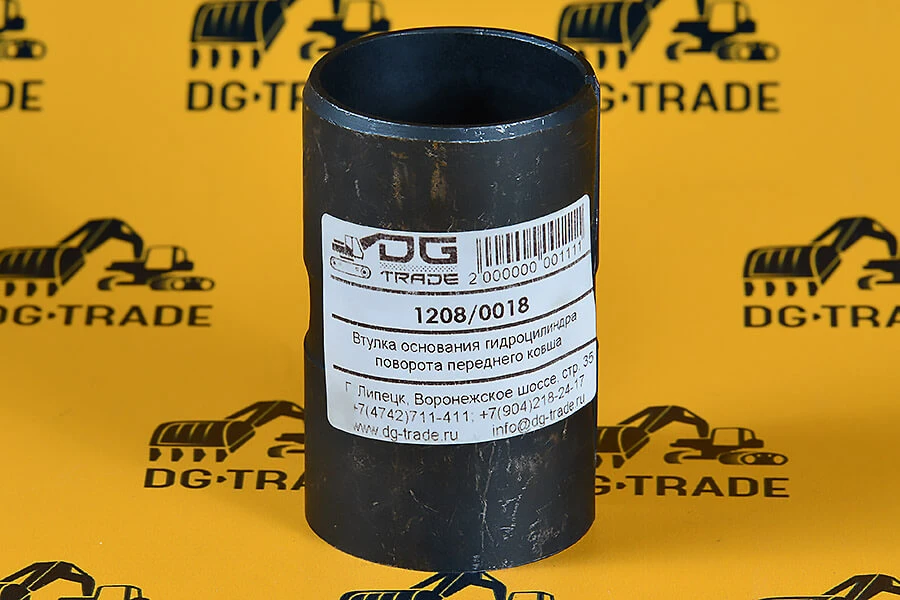 DG·TRADE
DG·TRADE
DG·TRADE
DG
TRADE
2 000000 001111
1208/0018
Втулка основания гидроцилиндра
поворота переднего ковша
Г Липецк, Воронежское шоссе, стр. 35
+7(4742)711-411; +7(904)218-24-17
www.dg-trade.ru info@dg-trade.ru
DG·TRADE
DG·TRADE
DG·TRA
DG·TRADE